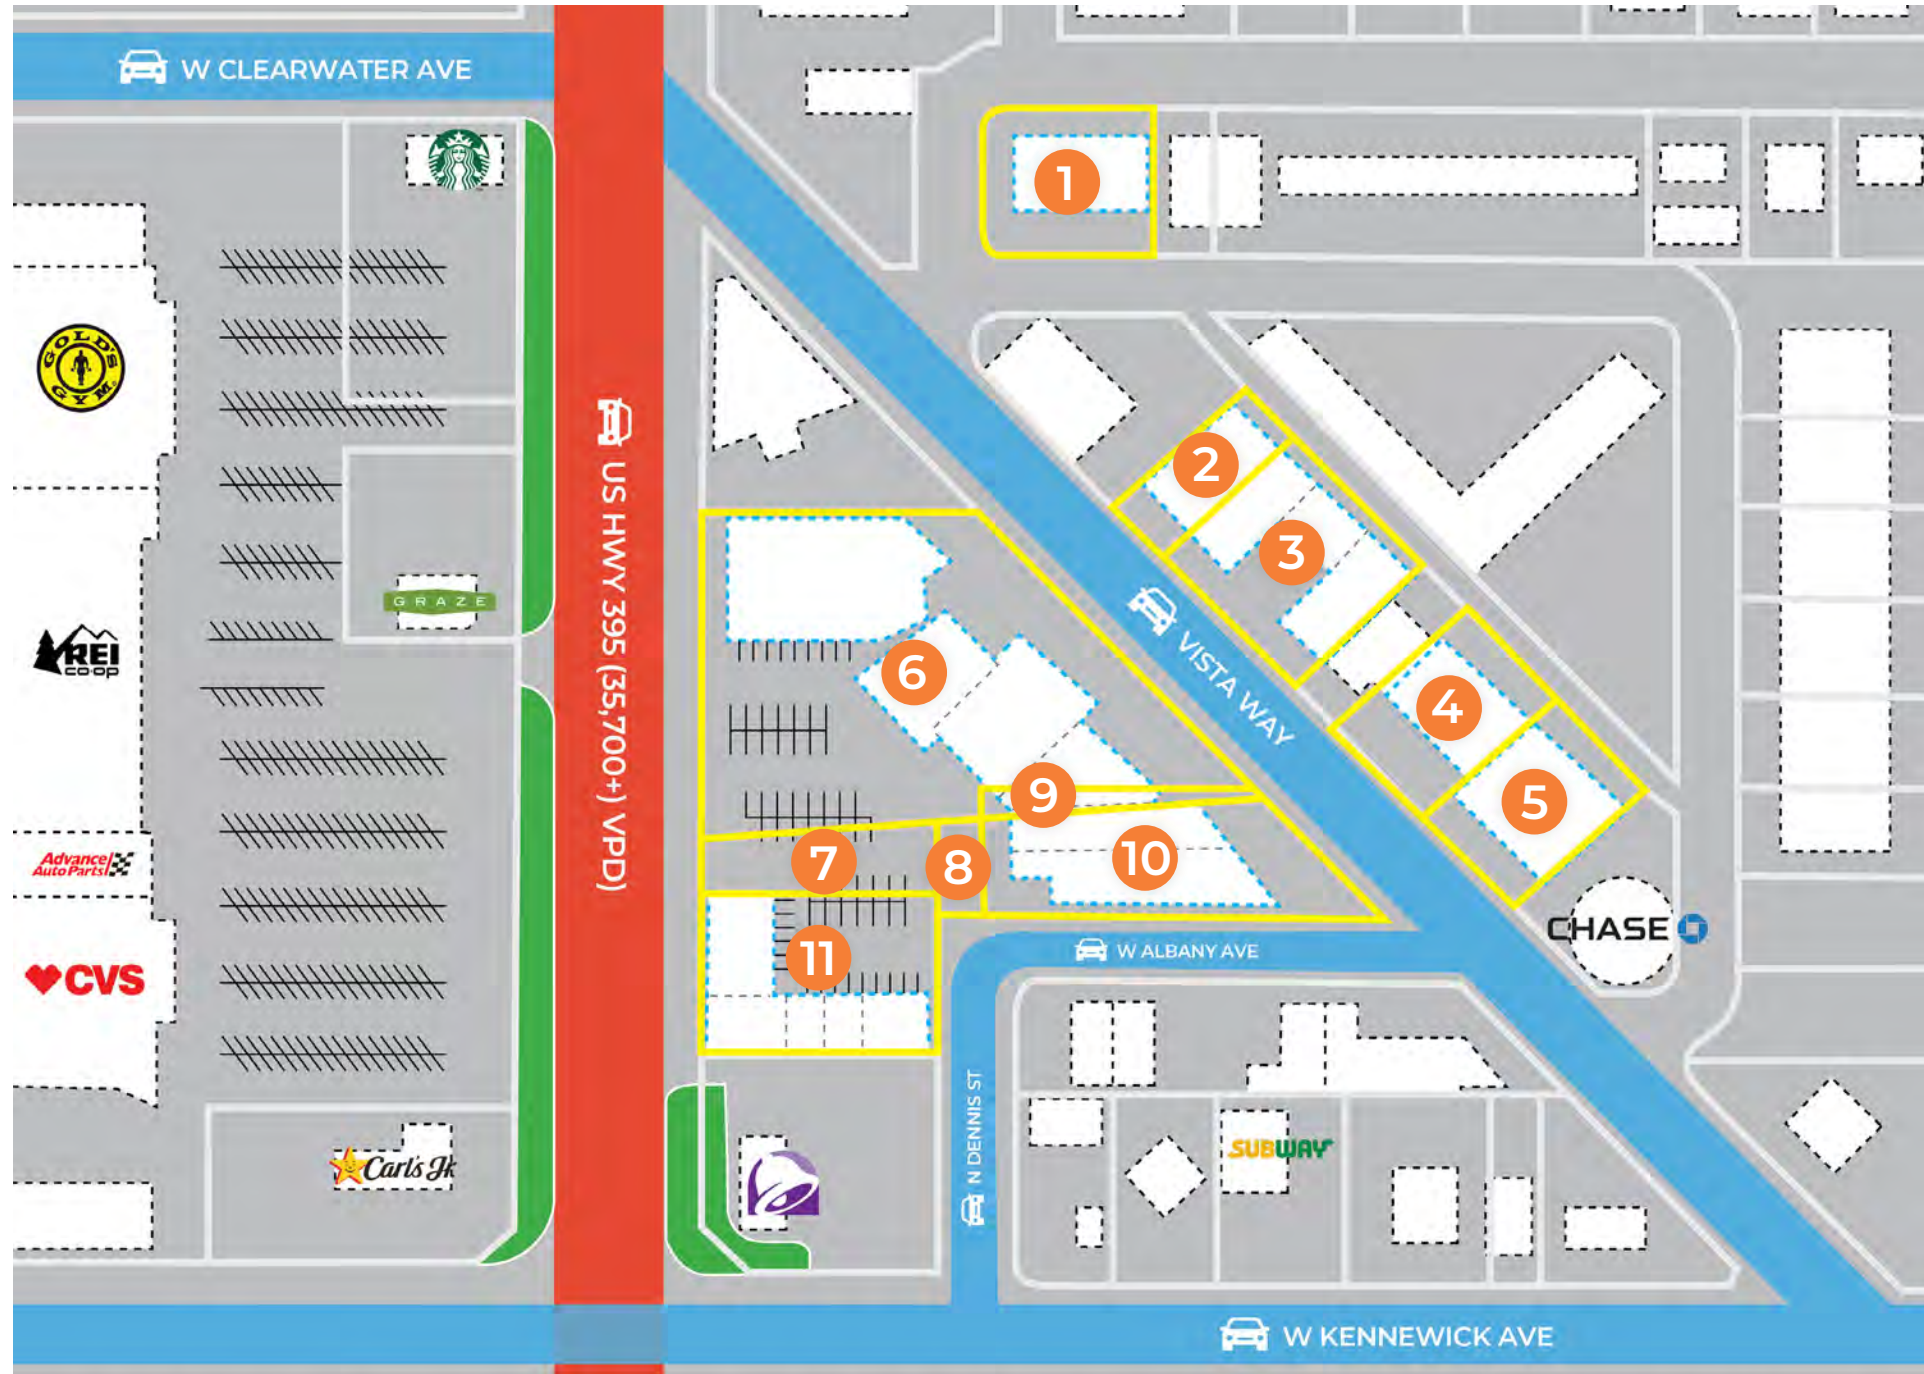 W CLEARWATER AVE
1
GOLD'S
GYM
2
3
US HWY 395 (35,700+) VPD)
GRAZE
REI
co·op
VISTA WAY
6
4
9
5
Advance
Auto Parts
7
8
10
CHASE
11
W ALBANY AVE
CVS
N DENNIS ST
SUBWAY
Carl's Jr
W KENNEWICK AVE